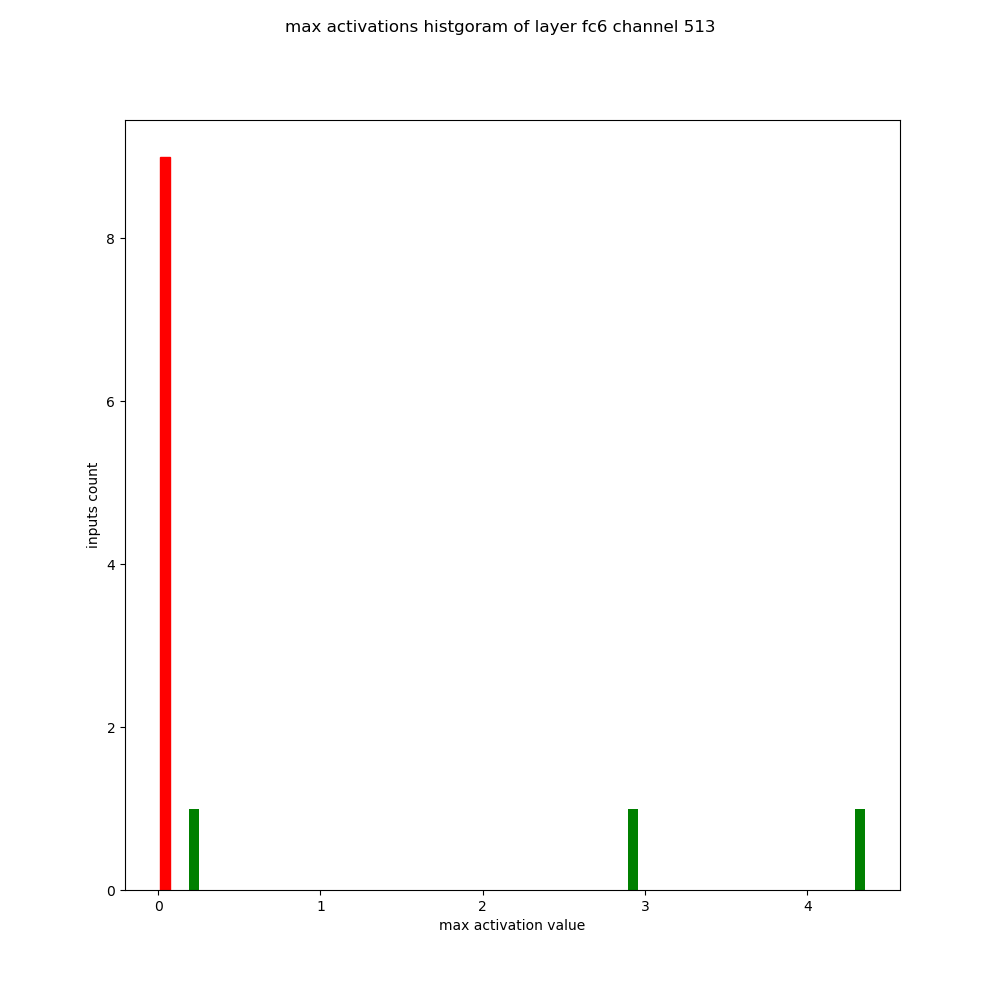 max activations histgoram of layer fc6 channel 513
8
6
4
2
0
inputs count
0 1 2 3 4
max activation value